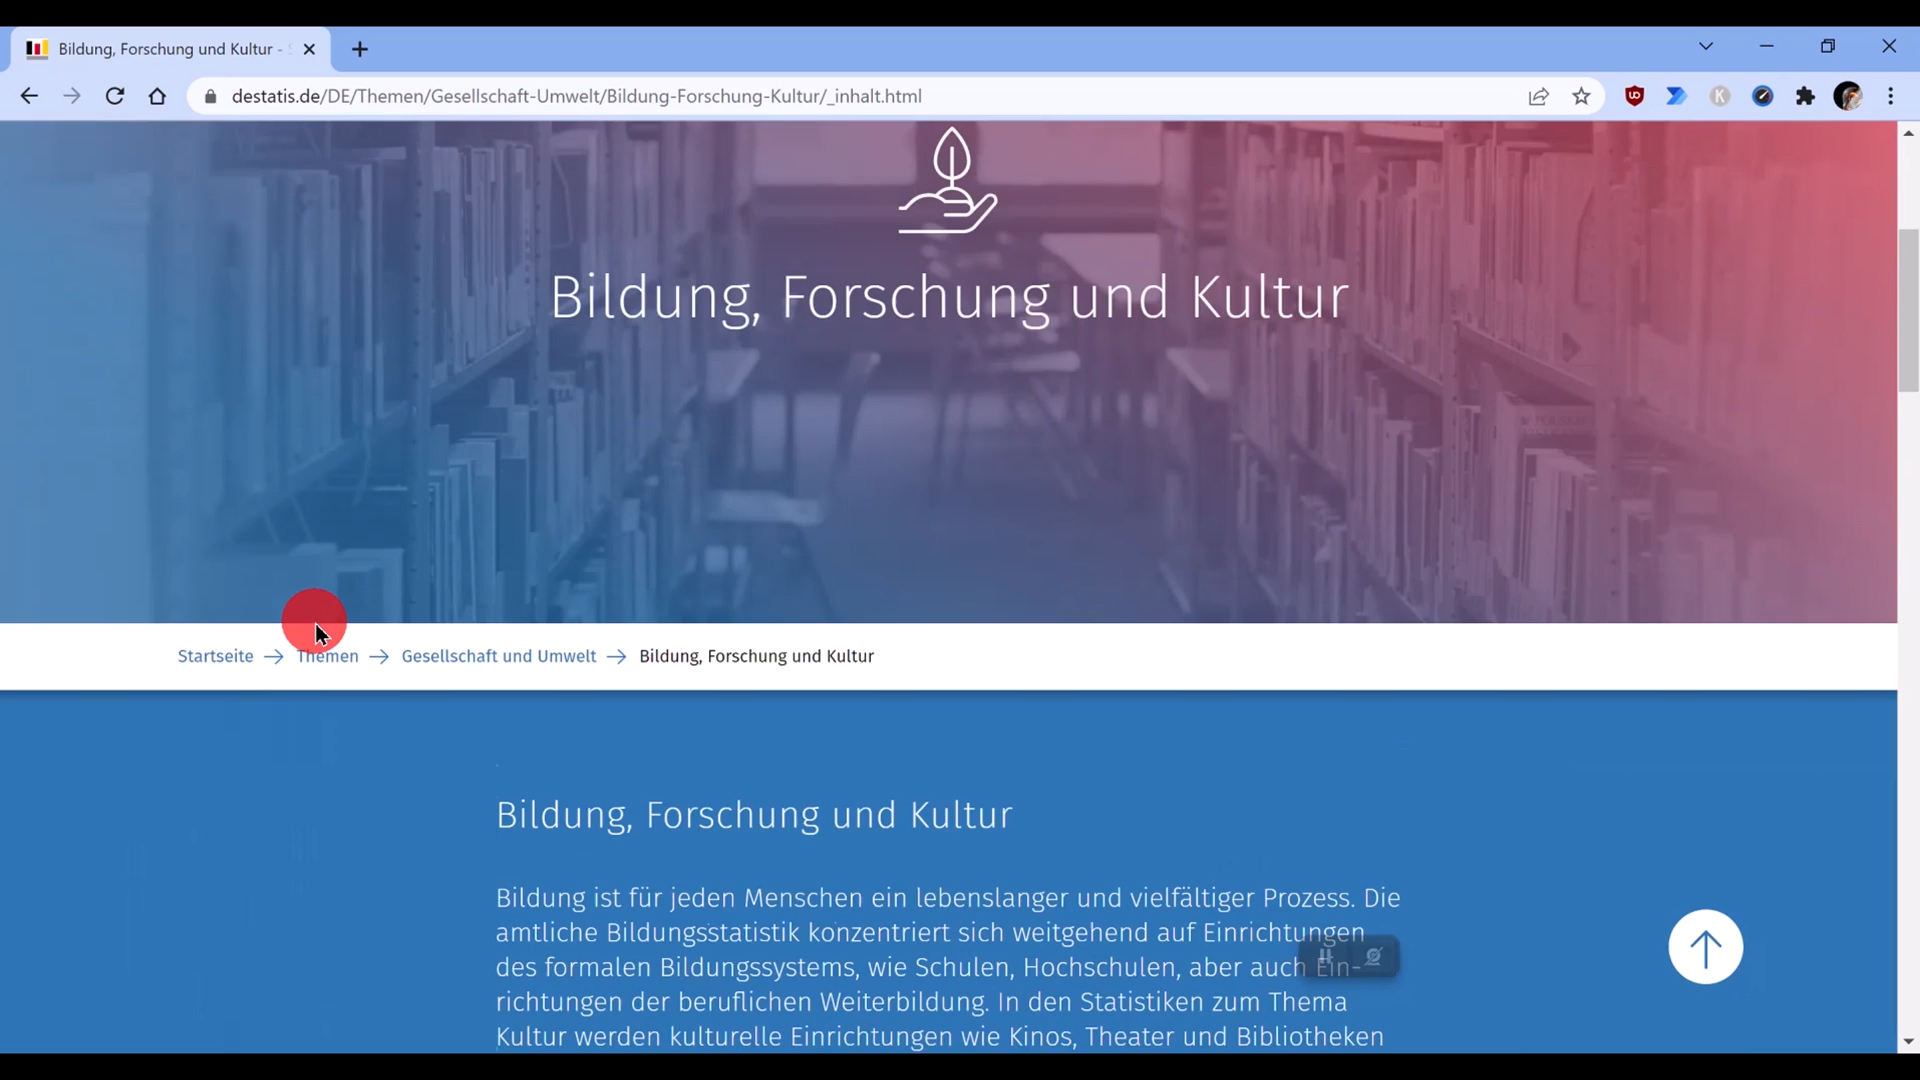 Bildung, Forschung und Kultur -
destatis.de/DE/Themen/Gesellschaft-Umwelt/Bildung-Forschung-Kultur/_inhalt.html
Bildung, Forschung und Kultur
Startseite → Themen → Gesellschaft und Umwelt → Bildung, Forschung und Kultur
Bildung, Forschung und Kultur
Bildung ist für jeden Menschen ein lebenslanger und vielfältiger Prozess. Die
amtliche Bildungsstatistik konzentriert sich weitgehend auf Einrichtungen
des formalen Bildungssystems, wie Schulen, Hochschulen, aber auch Ein-
richtungen der beruflichen Weiterbildung. In den Statistiken zum Thema
Kultur werden kulturelle Einrichtungen wie Kinos, Theater und Bibliotheken